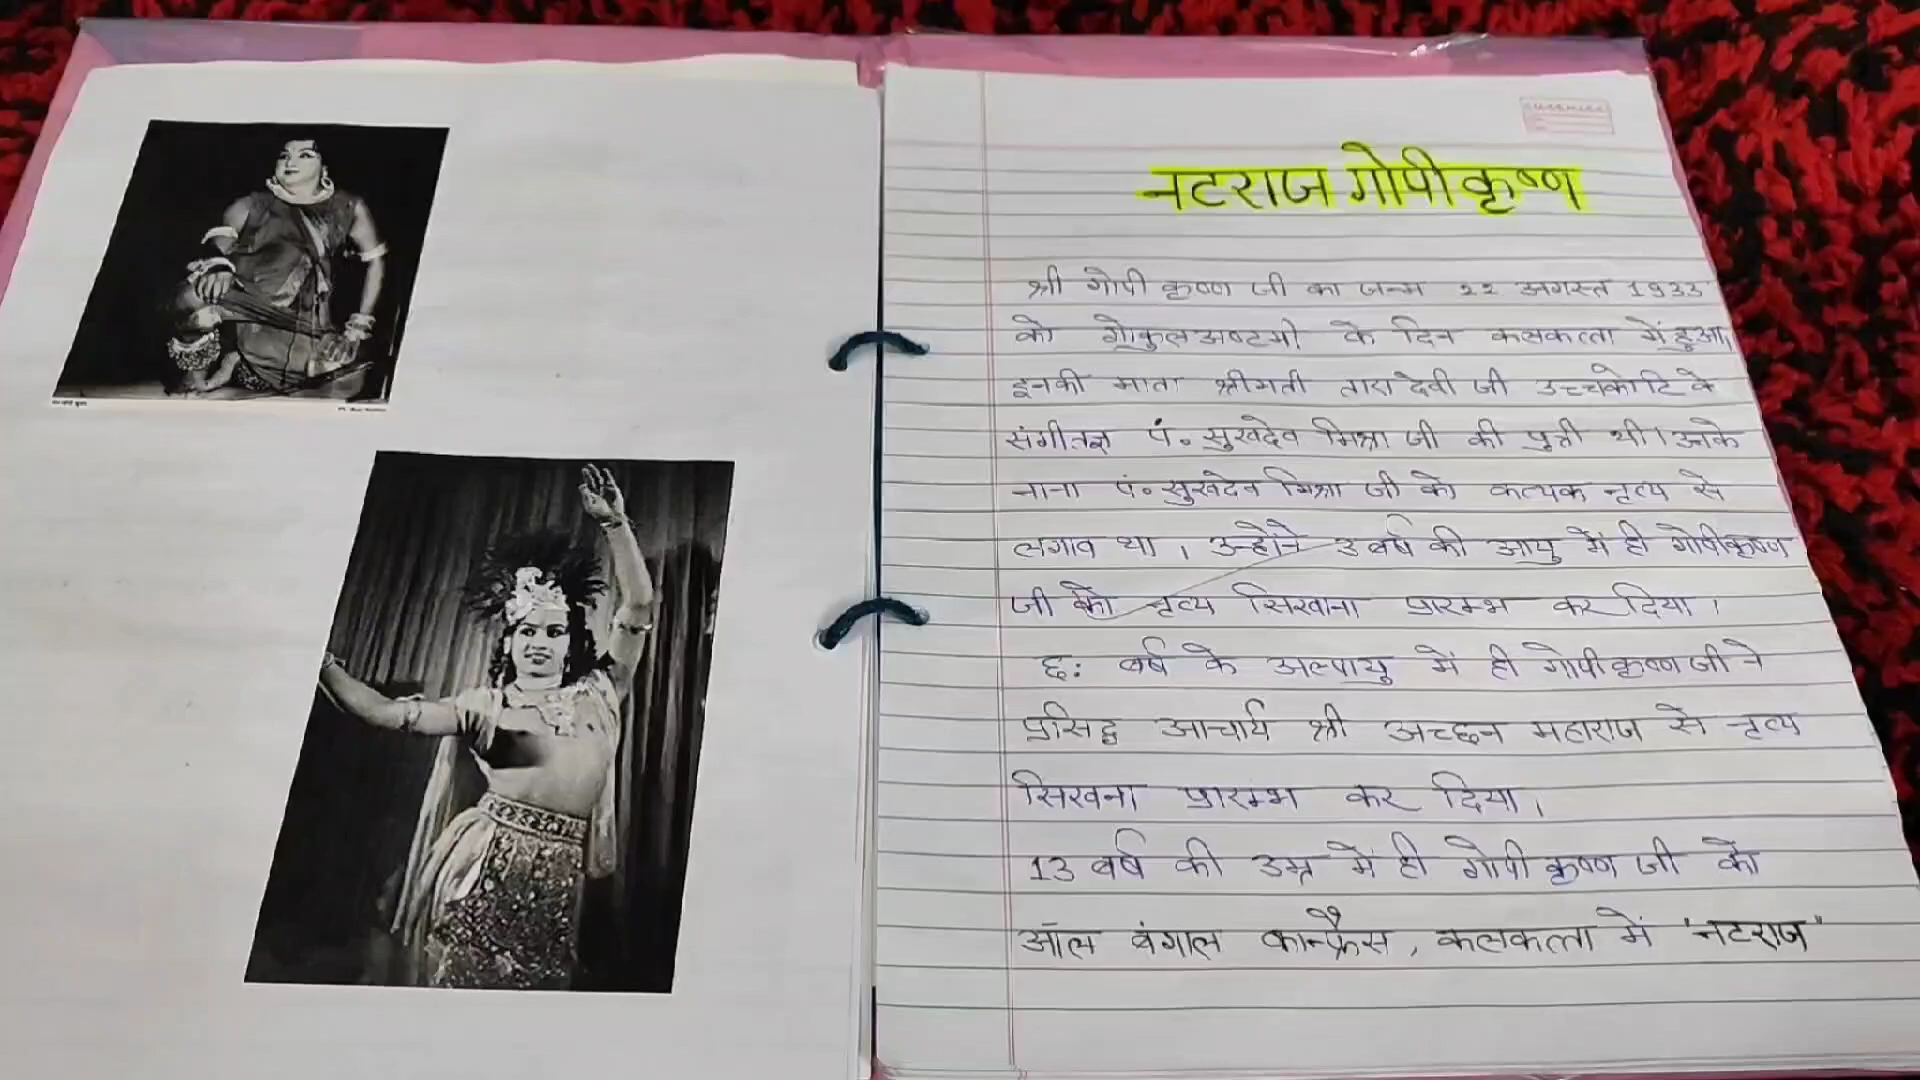 नटराज गोपीकृष्ण
श्री गोपी कृष्ण जी का जन्म 22 अगस्त 1933
को गोकुलअष्टमी के दिन कलकत्ता में हुआ।
इनकी माता श्रीमती तारा देवी जी उच्चकोटि के
संगीतज्ञ पं. सुखदेव मिश्रा जी की पुत्री थी। उनके
नाना पं. सुखदेव मिश्रा जी को कत्थक नृत्य से
लगाव था। उन्होंने 3 वर्ष की आयु में ही गोपीकृष्ण
जी को नृत्य सिखाना प्रारम्भ कर दिया।
छ: वर्ष के अल्पायु में ही गोपीकृष्ण जी ने
प्रसिद्ध आचार्य श्री अच्छन महाराज से नृत्य
सिखना प्रारम्भ कर दिया।
13 वर्ष की उम्र में ही गोपी कृष्ण जी को
ऑल बंगाल कान्फ्रेंस, कलकत्ता में "नटराज"